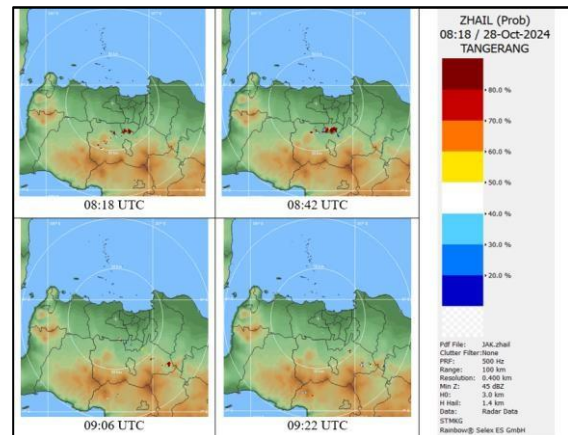 ZHAIL (Prob)
08:18 / 28-Oct-2024
TANGERANG
80.0 %
60.0 %
50.0 %
40.0 %
30.0 %
20.0 %
Pdf File: JAK.zhail
Clutter Filter:None
PRF: 500 Hz
Range: 100 km
Resolution: 0.400 km
Min Z: 45 dBZ
H0: 3.0 km
H Hail: 1.4 km
Data: Radar Data
STMKG
Rainbow® Selex ES GmbH
08:18 UTC
08:42 UTC
09:06 UTC
09:22 UTC